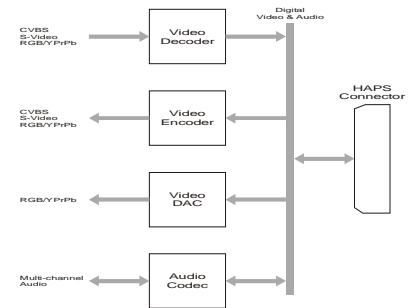 Digital
Video & Audio
CVBS
S-Video
RGB/YPrPb
Video
Decoder
HAPS
Connector
CVBS
S-Video
RGB/YPrPb
Video
Encoder
RGB/YPrPb
Video
DAC
Multi-channel
Audio
Audio
Codec